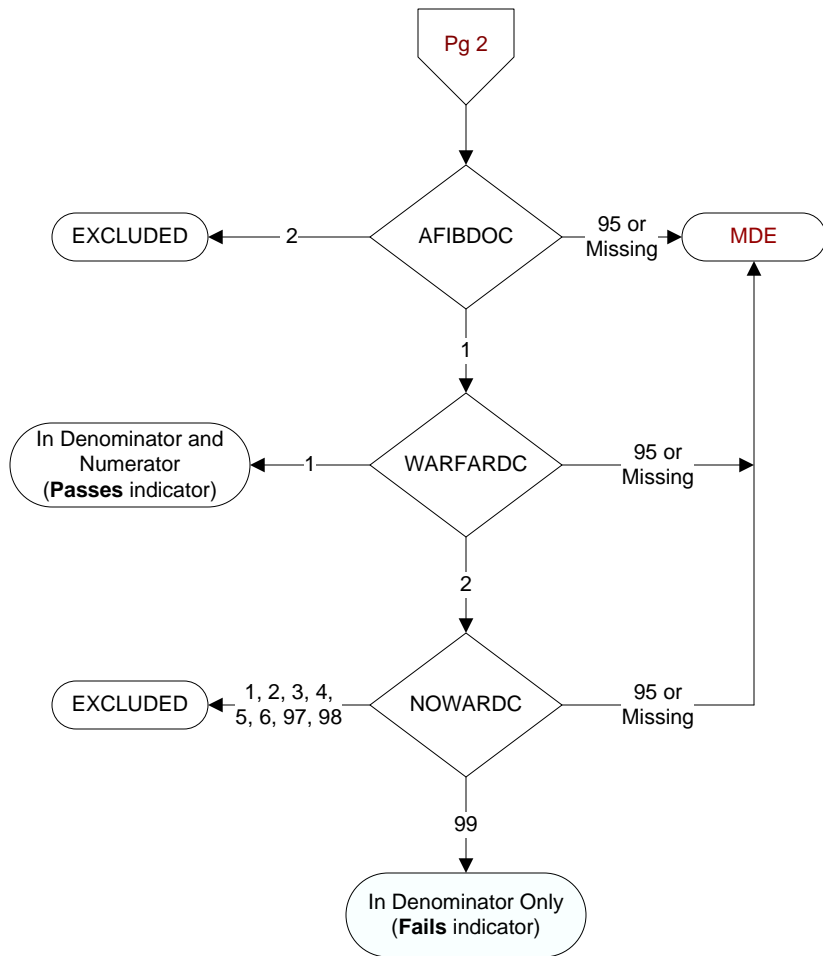 Pg 2
EXCLUDED
2
AFIBDOC
95 or
Missing
MDE
1
In Denominator and
Numerator
(Passes indicator)
1
WARFARDC
95 or
Missing
2
EXCLUDED
1, 2, 3, 4,
5, 6, 97, 98
NOWARDC
95 or
Missing
99
In Denominator Only
(Fails indicator)